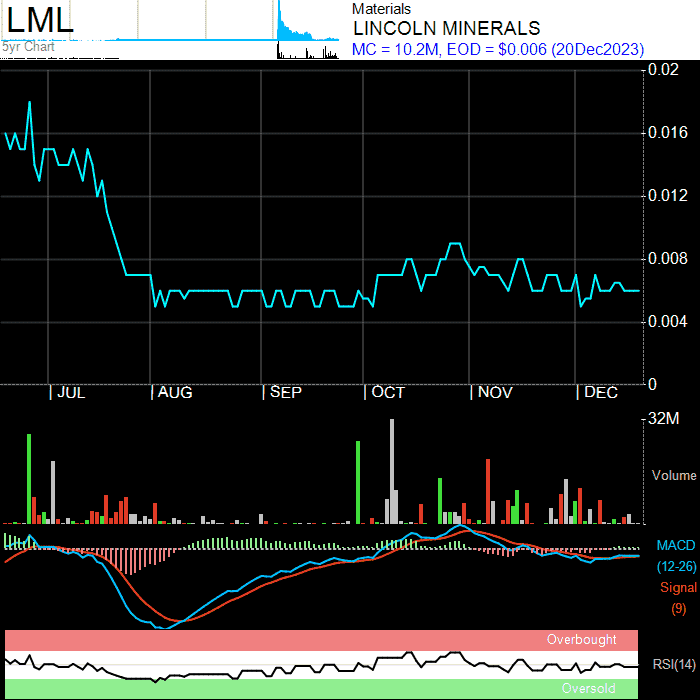 LML
5yr Chart
Materials
LINCOLN MINERALS
MC = 10.2M, EOD = $0.006 (20Dec2023)
0.02
0.016
0.012
0.008
0.004
0
| JUL | AUG | SEP | OCT | NOV | DEC
32M
Volume
MACD
(12-26)
Signal
(9)
Overbought
RSI(14)
Oversold